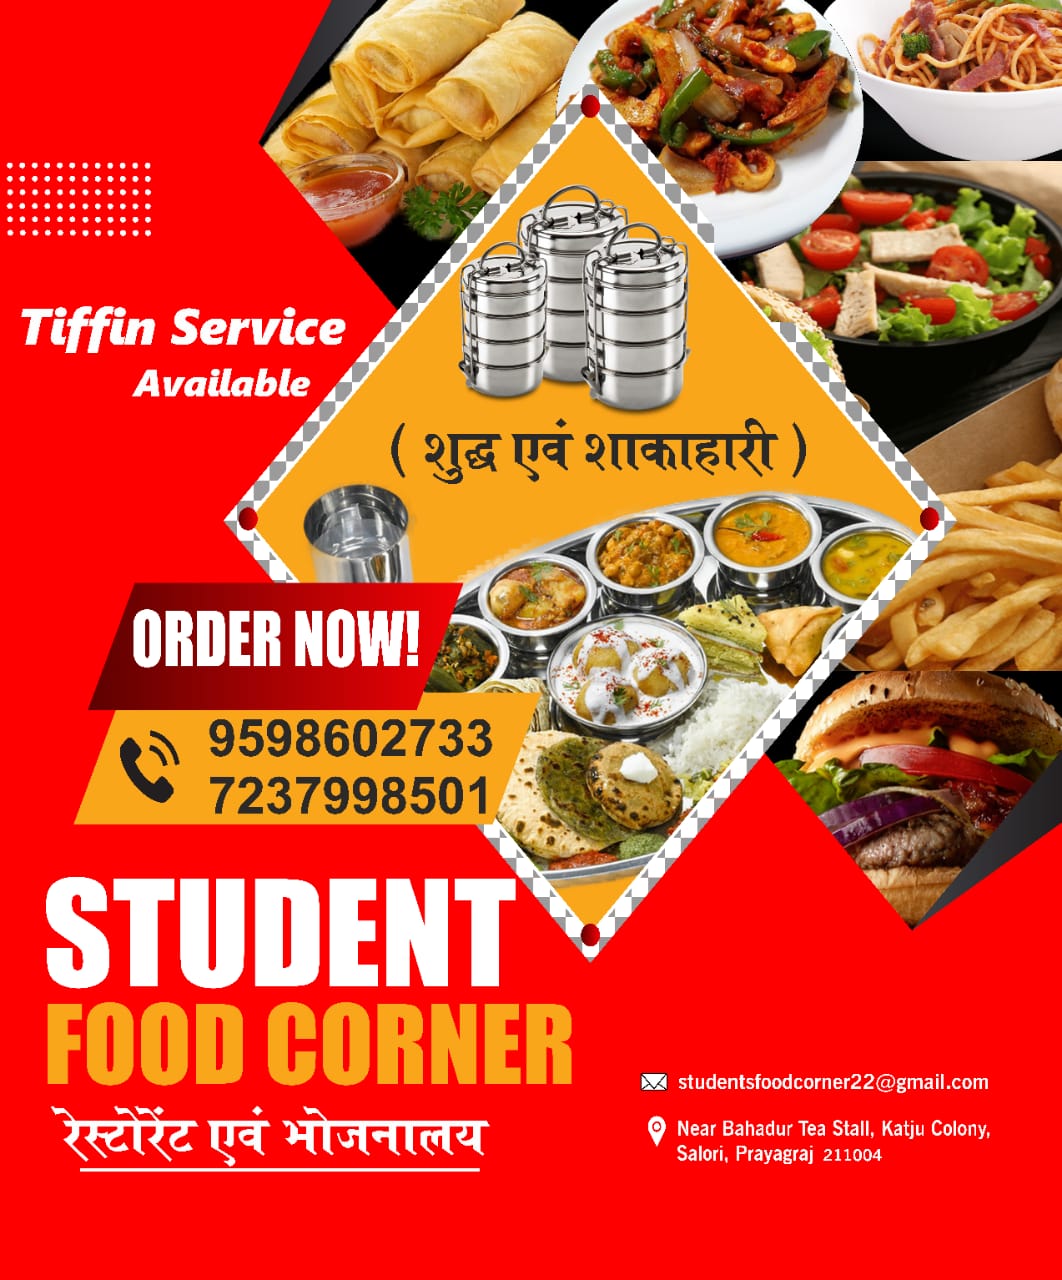 Tiffin Service
Available
( शुद्ध एवं शाकाहारी )
ORDER NOW!
9598602733
7237998501
STUDENT
FOOD CORNER
रेस्टोरेंट एवं भोजनालय
studentsfoodcorner22@gmail.com
Near Bahadur Tea Stall, Katju Colony,
Salori, Prayagraj 211004